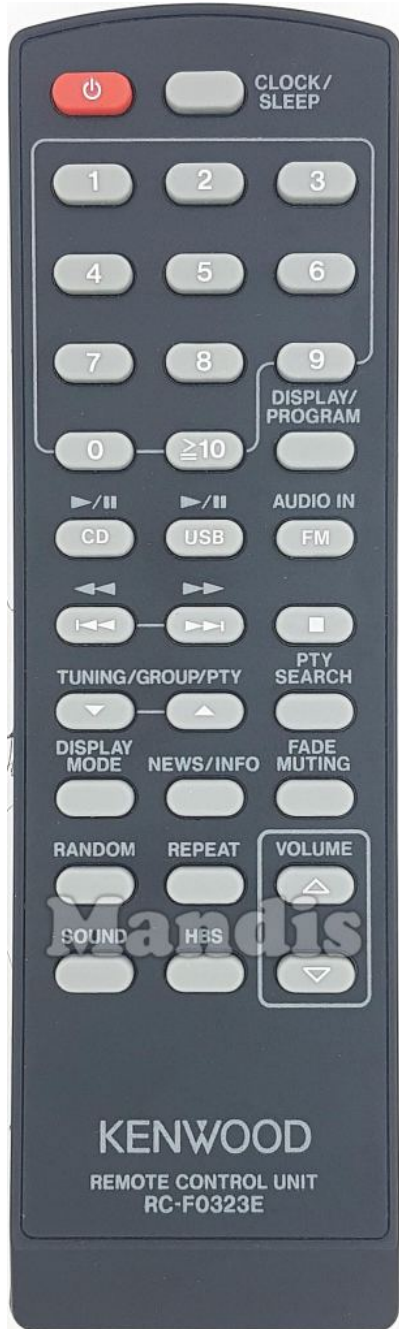 CLOCK/
SLEEP
1 2 3
4 5 6
7 8 9
DISPLAY/
PROGRAM
0 ≧10
►/II ►/II AUDIO IN
CD USB FM
TUNING/GROUP/PTY
PTY
SEARCH
DISPLAY
MODE
NEWS/INFO
FADE
MUTING
RANDOM REPEAT VOLUME
Mandis
SOUND HBS
KENWOOD
REMOTE CONTROL UNIT
RC-F0323E